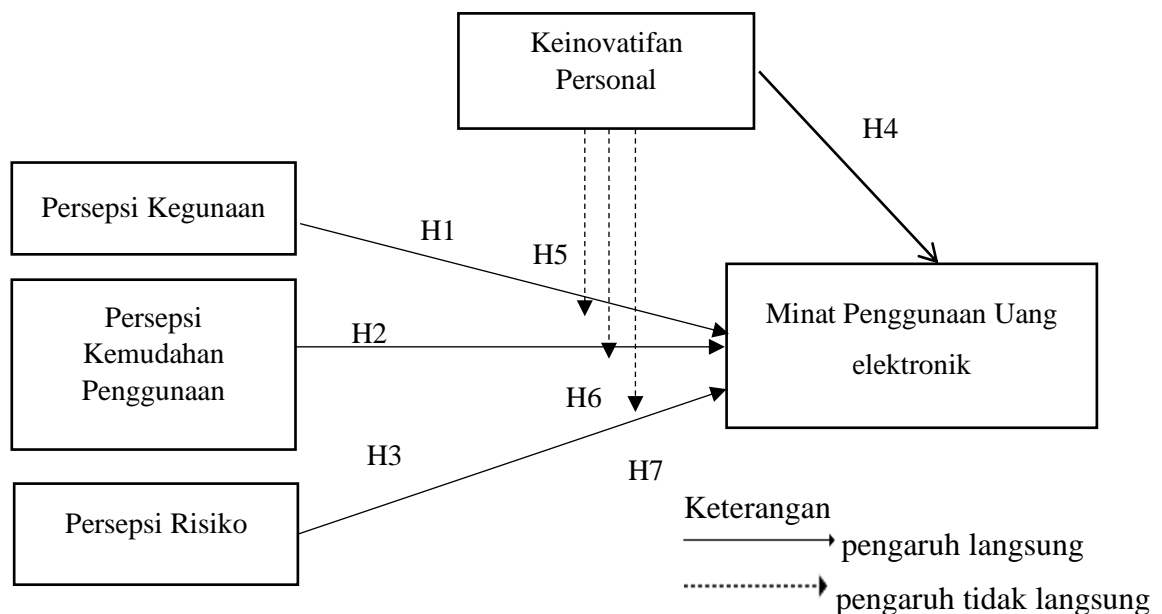 Keinovatifan
Personal
H4
Persepsi Kegunaan
H1
H5
Persepsi
Kemudahan
Penggunaan
H2
Minat Penggunaan Uang
elektronik
H6
H3
H7
Persepsi Risiko
Keterangan
pengaruh langsung
pengaruh tidak langsung